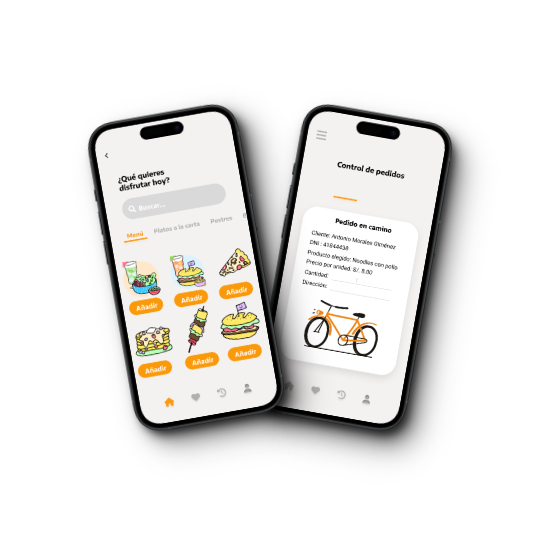 ¿Qué quieres
disfrutar hoy?
Buscar...
Menú Platos a la carta Postres
Añadir Añadir Añadir
Añadir Añadir Añadir
Control de pedidos
Pedido en camino
Cliente: Antonio Morales Giménez
DNI.: 41844438
Producto elegido: Noodles con pollo
Precio por unidad: S/. 8.00
Cantidad:
Dirección: